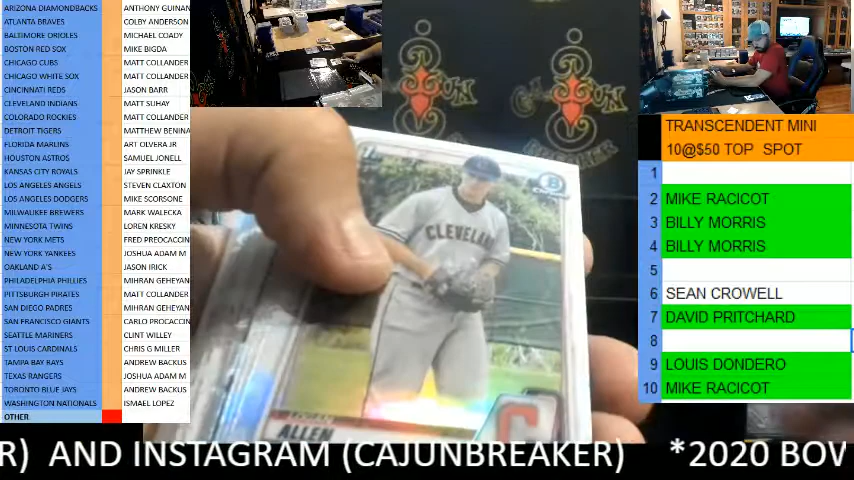 ARIZONA DIAMONDBACKS ANTHONY GUINAN
ATLANTA BRAVES COLBY ANDERSON
BALTIMORE ORIOLES MICHAEL COADY
BOSTON RED SOX MIKE BIGDA
CHICAGO CUBS MATT COLLANDER
CHICAGO WHITE SOX MATT COLLANDER
CINCINNATI REDS JASON BARR
CLEVELAND INDIANS MATT SUHAY
COLORADO ROCKIES MATT COLLANDER
DETROIT TIGERS MATTHEW BENINA
FLORIDA MARLINS ART OLVERA JR
HOUSTON ASTROS SAMUEL JONELL
KANSAS CITY ROYALS JAY SPRINKLE
LOS ANGELES ANGELS STEVEN CLAXTON
LOS ANGELES DODGERS MIKE SCORSONE
MILWAUKEE BREWERS MARK WALECKA
MINNESOTA TWINS LOREN KRESKY
NEW YORK METS FRED PREOCACCIN
NEW YORK YANKEES JOSHUA ADAM M
OAKLAND A'S JASON IRICK
PHILADELPHIA PHILLIES MIHRAN GEHEYAN
PITTSBURGH PIRATES MATT COLLANDER
SAN DIEGO PADRES MIHRAN GEHEYAN
SAN FRANCISCO GIANTS CARLO PROCACCIN
SEATTLE MARINERS CLINT WILLEY
ST LOUIS CARDINALS CHRIS G MILLER
TAMPA BAY RAYS ANDREW BACKUS
TEXAS RANGERS JOSHUA ADAM M
TORONTO BLUE JAYS ANDREW BACKUS
WASHINGTON NATIONALS ISMAEL LOPEZ
OTHER
CLEVELAN
ALLEN
C
B
TRANSCENDENT MINI
10@$50 TOP SPOT
1
2 MIKE RACICOT
3 BILLY MORRIS
4 BILLY MORRIS
5
6 SEAN CROWELL
7 DAVID PRITCHARD
8
9 LOUIS DONDERO
10 MIKE RACICOT
R) AND INSTAGRAM (CAJUNBREAKER) *2020 BOW